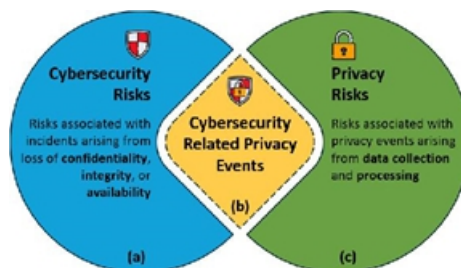 Cybersecurity
Risks
Risks associated with
incidents arising from
loss of confidentiality,
integrity, or
availability
(a)
Cybersecurity
Related Privacy
Events
(b)
Privacy
Risks
Risks associated with
privacy events arising
from data collection
and processing
(c)